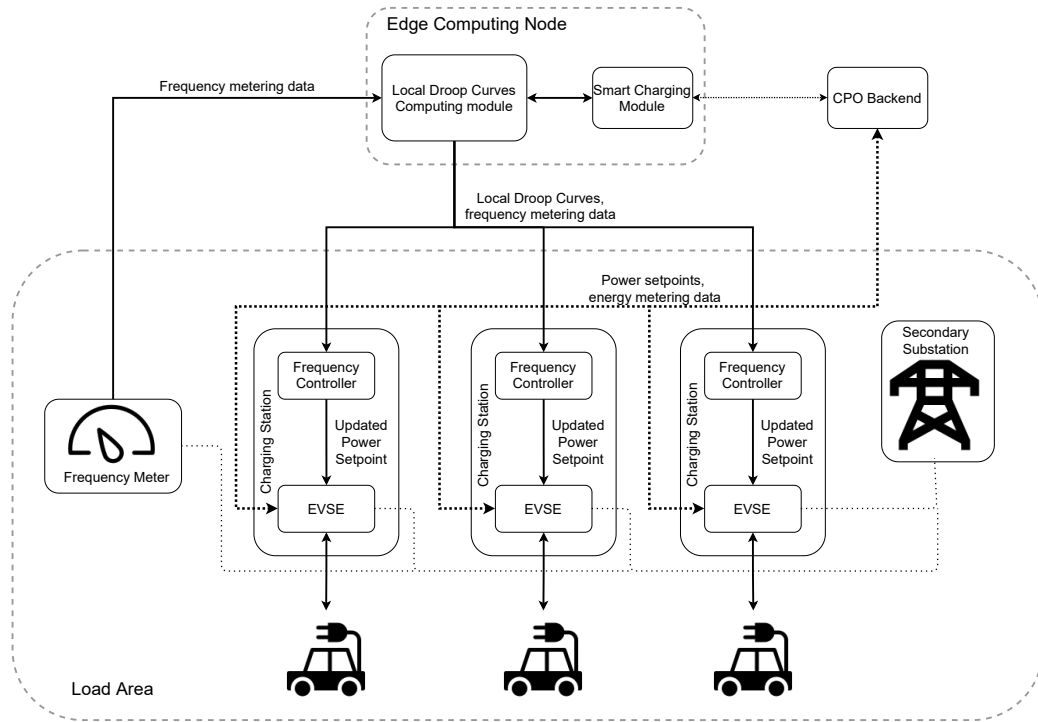 Edge Computing Node
Frequency metering data
Local Droop Curves
Computing module
Smart Charging
Module
CPO Backend
Local Droop Curves,
frequency metering data
Power setpoints,
energy metering data
Secondary
Substation
Frequency
Controller
Frequency
Controller
Frequency
Controller
Charging Station
Updated
Power
Setpoint
Charging Station
Updated
Power
Setpoint
Charging Station
Updated
Power
Setpoint
Frequency Meter
EVSE
EVSE
EVSE
Load Area